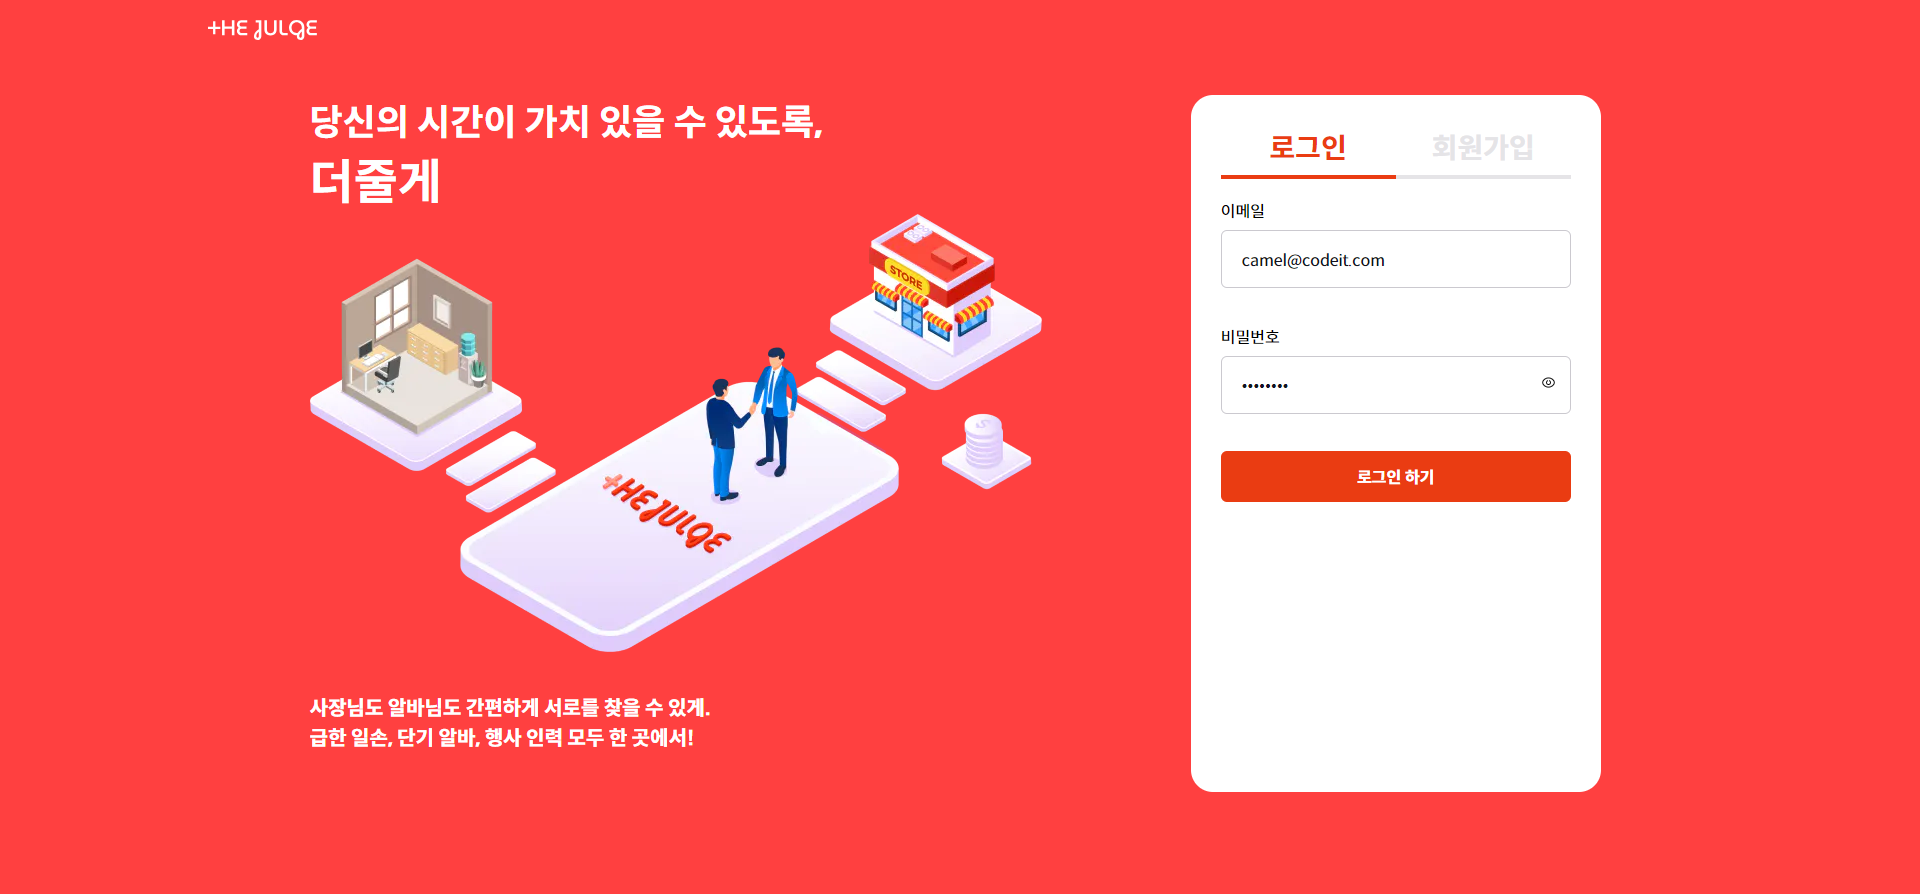 +HE JULGE
당신의 시간이 가치 있을 수 있도록,
더줄게
STORE
+HE JULGE
사장님도 알바님도 간편하게 서로를 찾을 수 있게.
급한 일손, 단기 알바, 행사 인력 모두 한 곳에서!
로그인 회원가입
이메일
camel@codeit.com
비밀번호
••••••••
로그인 하기